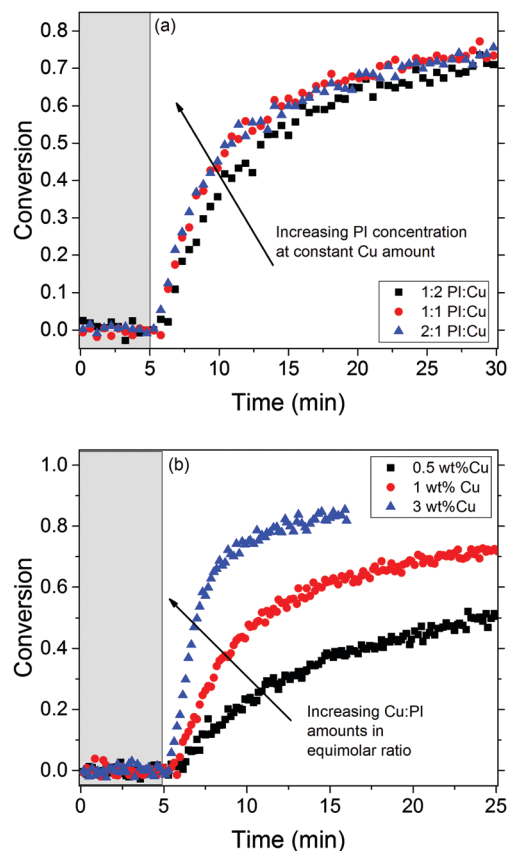 (a)
0.8
0.7
0.6
0.5
0.4
0.3
0.2
0.1
0.0
Conversion
Increasing PI concentration
at constant Cu amount
1:2 PI:Cu
1:1 PI:Cu
2:1 PI:Cu
0 5 10 15 20 25 30
Time (min)
(b)
1.0
0.8
0.6
0.4
0.2
0.0
Conversion
0.5 wt%Cu
1 wt% Cu
3 wt%Cu
Increasing Cu:PI
amounts in
equimolar ratio
0 5 10 15 20 25
Time (min)